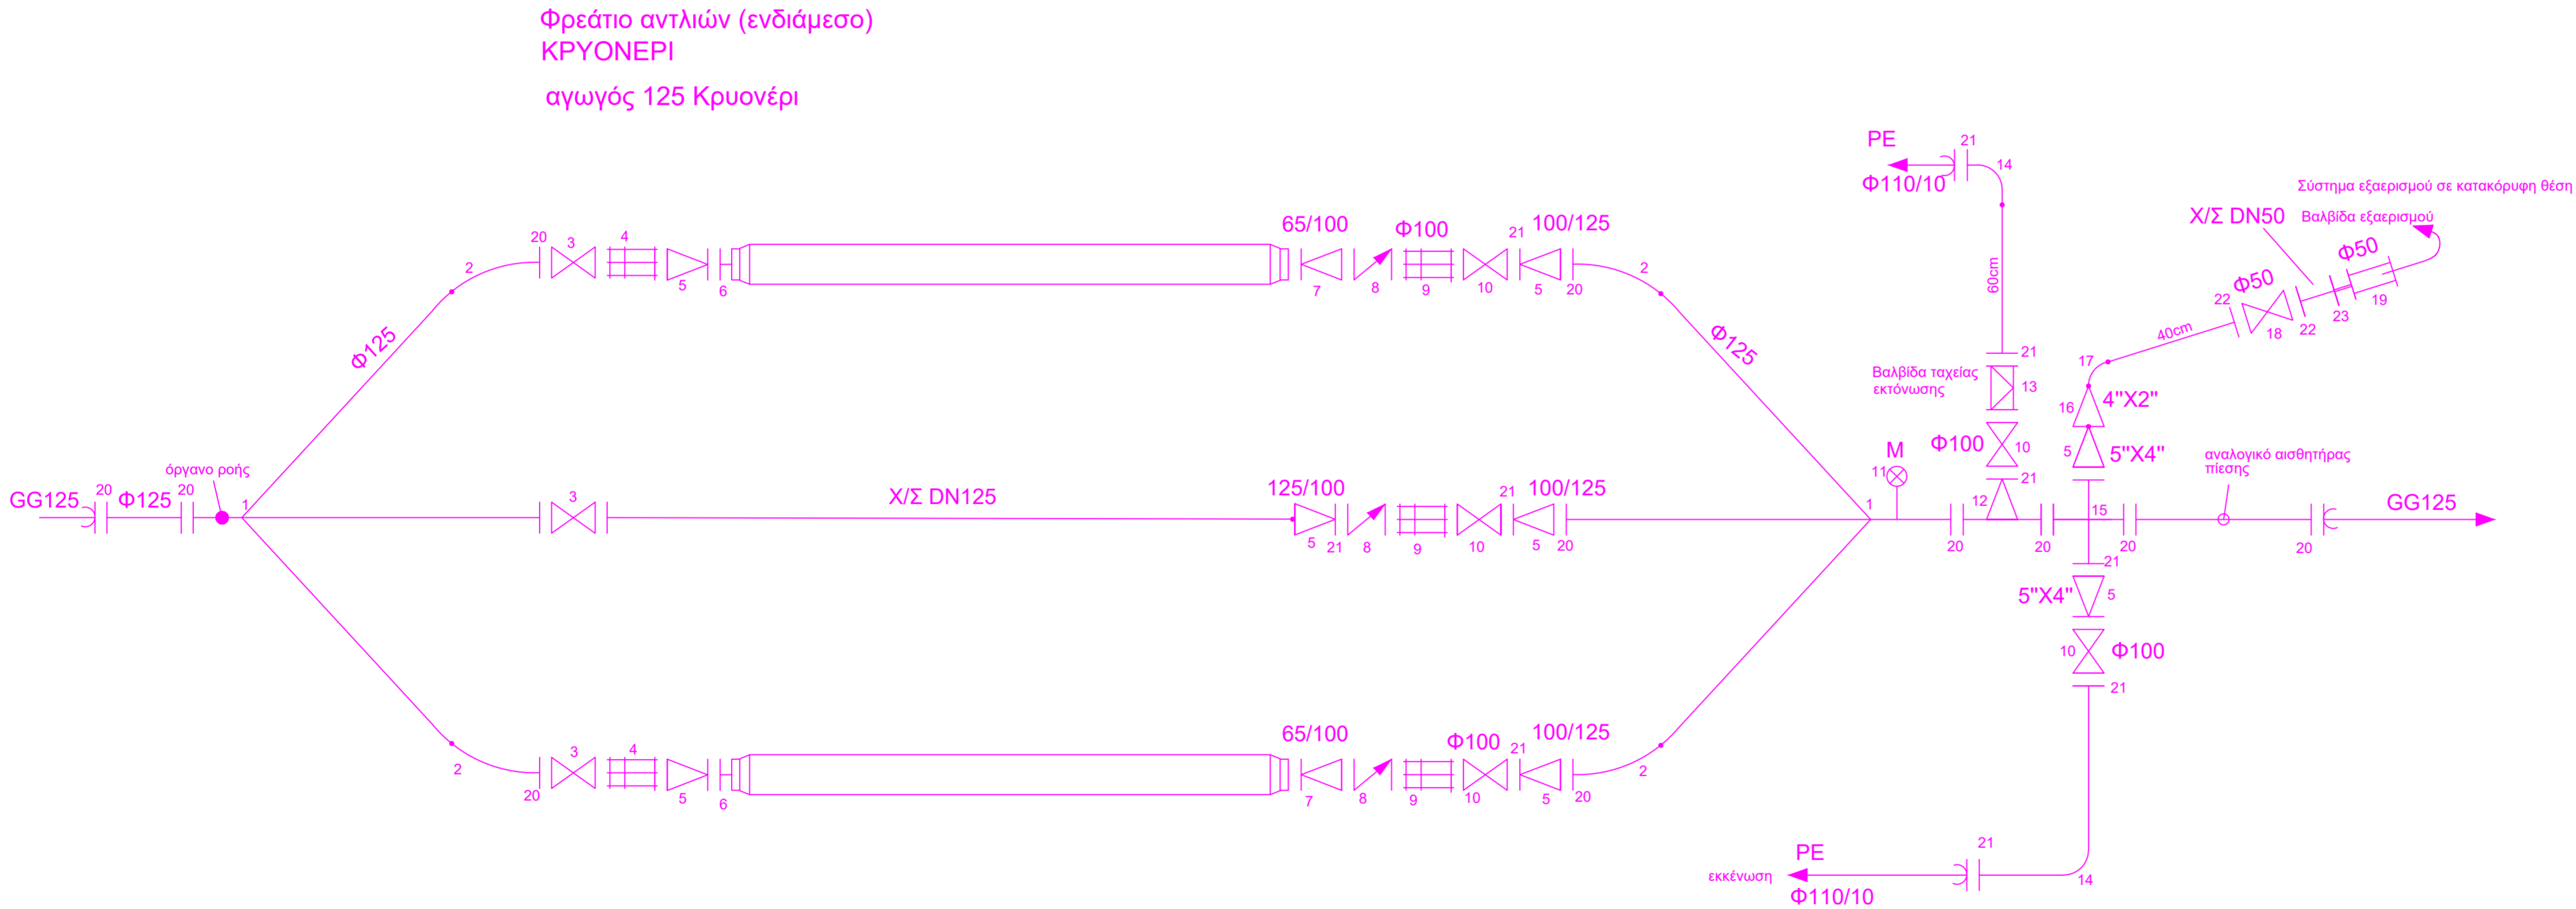 Φρεάτιο αντλιών (ενδιάμεσο)
ΚΡΥΟΝΕΡΙ
αγωγός 125 Κρυονέρι
PE
21
14
Φ110/10
Σύστημα εξαερισμού σε κατακόρυφη θέση
Χ/Σ DN50
Βαλβίδα εξαερισμού
20
3
4
65/100
Φ100
21
100/125
2
5
6
7
8
9
10
5
20
2
60cm
Φ50
Φ50
22
19
23
22
18
40cm
Φ125
Φ125
17
21
Βαλβίδα ταχείας
εκτόνωσης
13
16
4"X2"
Φ100
10
5
5"X4"
όργανο ροής
M
11
21
αναλογικό αισθητήρας
πίεσης
GG125
20
Φ125
20
1
3
Χ/Σ DN125
125/100
21
100/125
5
21
8
9
10
5
20
1
12
15
GG125
20
20
20
20
21
5"X4"
5
10
Φ100
21
2
20
3
4
5
6
65/100
7
8
9
Φ100
10
21
100/125
5
20
2
21
PE
εκκένωση
Φ110/10
14